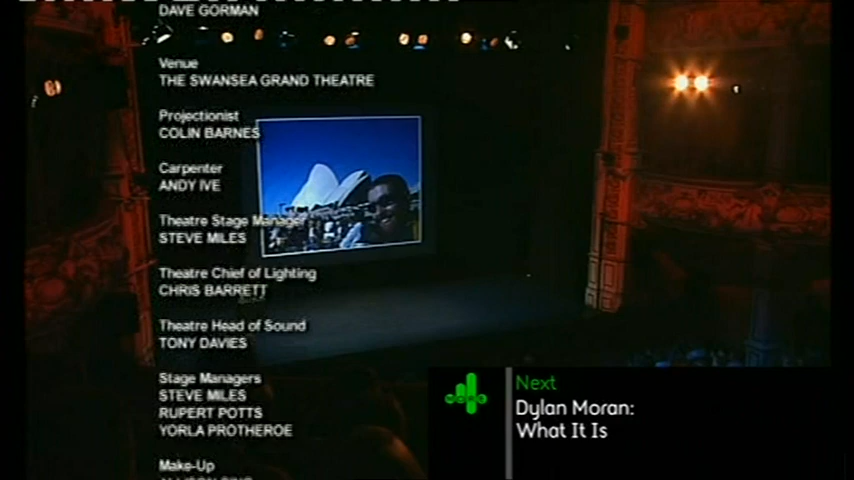 DAVE GORMAN
Venue
THE SWANSEA GRAND THEATRE
Projectionist
COLIN BARNES
Carpenter
ANDY IVE
Theatre Stage Manager
STEVE MILES
Theatre Chief of Lighting
CHRIS BARRETT
Theatre Head of Sound
TONY DAVIES
Stage Managers
STEVE MILES
RUPERT POTTS
YORLA PROTHEROE
Make-Up
Next
Dylan Moran:
What It Is